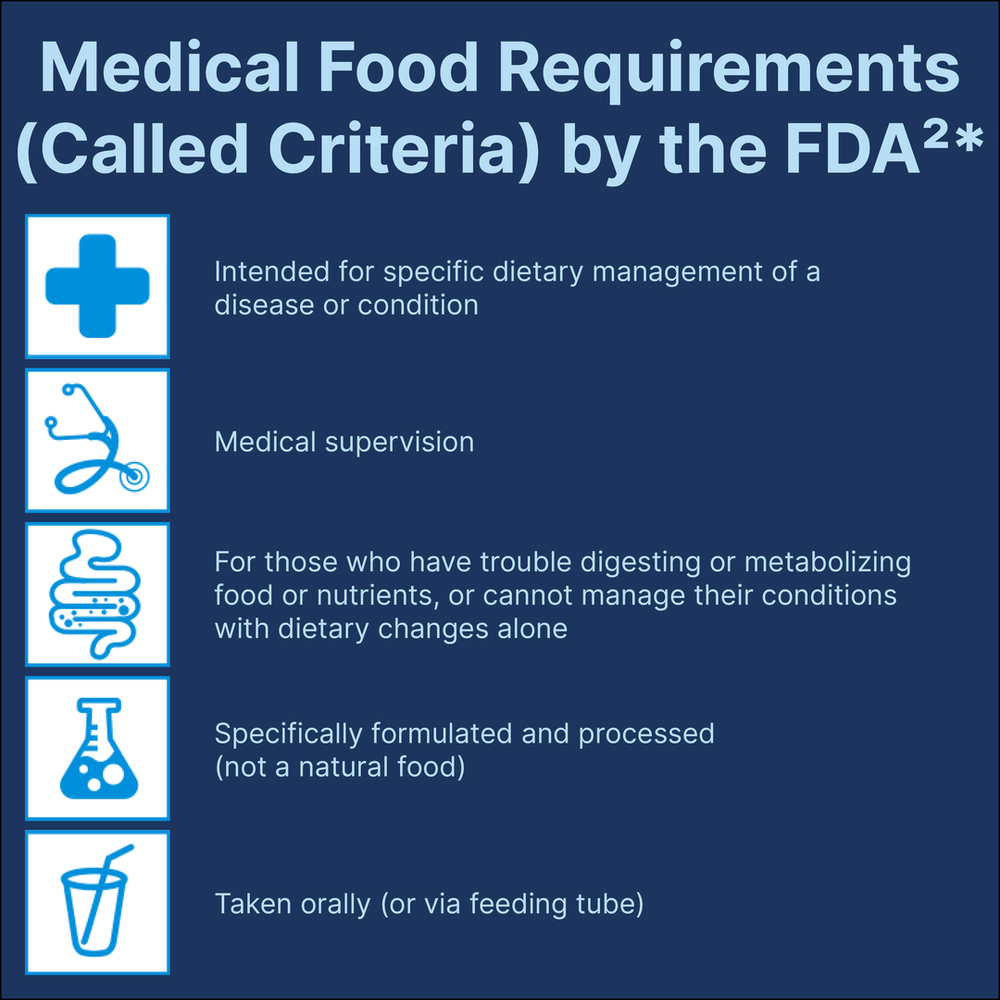 Medical Food Requirements
(Called Criteria) by the FDA²*
Intended for specific dietary management of a
disease or condition
Medical supervision
For those who have trouble digesting or metabolizing
food or nutrients, or cannot manage their conditions
with dietary changes alone
Specifically formulated and processed
(not a natural food)
Taken orally (or via feeding tube)